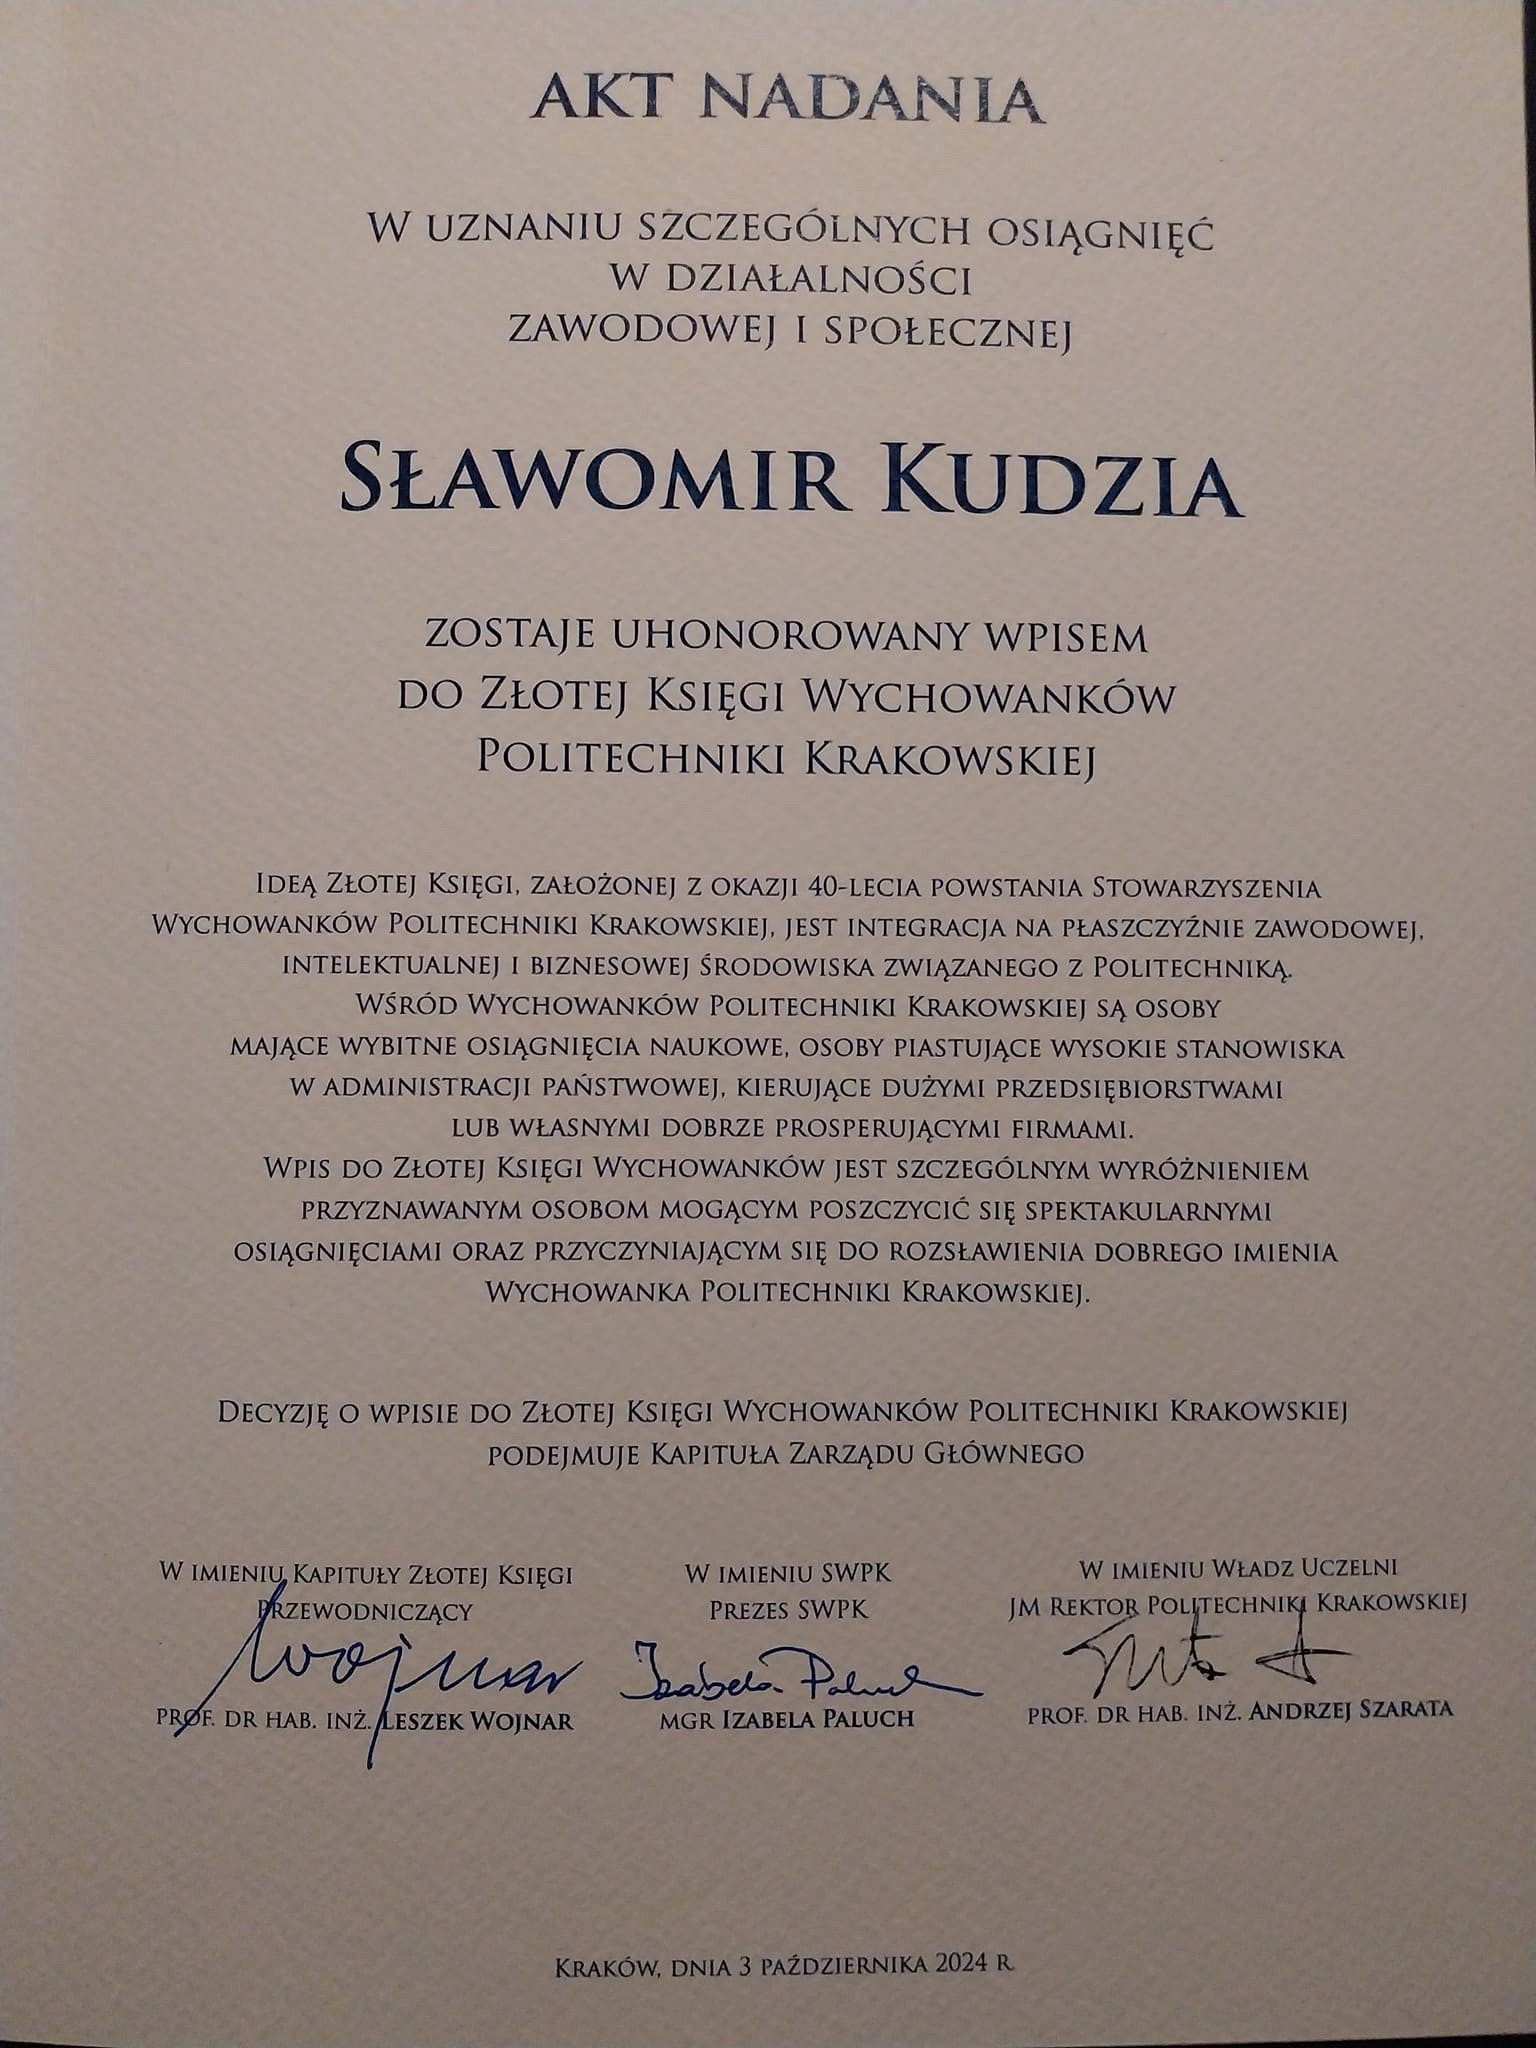 AKT NADANIA
W UZNANIU SZCZEGÓLNYCH OSIĄGNIĘĆ
W DZIAŁALNOŚCI
ZAWODOWEJ I SPOŁECZNEJ
SŁAWOMIR KUDZIA
ZOSTAJE UHONOROWANY WPISEM
DO ZŁOTEJ KSIĘGI WYCHOWANKÓW
POLITECHNIKI KRAKOWSKIEJ
IDEĄ ZŁOTEJ KSIĘGI, ZAŁOŻONEJ Z OKAZJI 40-LECIA POWSTANIA STOWARZYSZENIA
WYCHOWANKÓW POLITECHNIKI KRAKOWSKIEJ, JEST INTEGRACJA NA PŁASZCZYŹNIE ZAWODOWEJ,
INTELEKTUALNEJ I BIZNESOWEJ ŚRODOWISKA ZWIĄZANEGO Z POLITECHNIKĄ.
WŚRÓD WYCHOWANKÓW POLITECHNIKI KRAKOWSKIEJ SĄ OSOBY
MAJĄCE WYBITNE OSIĄGNIĘCIA NAUKOWE, OSOBY PIASTUJĄCE WYSOKIE STANOWISKA
W ADMINISTRACJI PAŃSTWOWEJ, KIERUJĄCE DUŻYMI PRZEDSIĘBIORSTWAMI
LUB WŁASNYMI DOBRZE PROSPERUJĄCYMI FIRMAMI.
WPIS DO ZŁOTEJ KSIĘGI WYCHOWANKÓW JEST SZCZEGÓLNYM WYRÓŻNIENIEM
PRZYZNAWANYM OSOBOM MOGĄCYM POSZCZYCIĆ SIĘ SPEKTAKULARNYMI
OSIĄGNIĘCIAMI ORAZ PRZYCZYNIAJĄCYM SIĘ DO ROZSŁAWIENIA DOBREGO IMIENIA
WYCHOWANKA POLITECHNIKI KRAKOWSKIEJ.
DECYZJĘ O WPISIE DO ZŁOTEJ KSIĘGI WYCHOWANKÓW POLITECHNIKI KRAKOWSKIEJ
PODEJMUJE KAPITUŁA ZARZĄDU GŁÓWNEGO
W IMIENIU KAPITUŁY ZŁOTEJ KSIĘGI
PRZEWODNICZĄCY
Wojnar
PROF. DR HAB. INŻ. LESZEK WOJNAR
W IMIENIU SWPK
PREZES SWPK
Izabela Paluch
MGR IZABELA PALUCH
W IMIENIU WŁADZ UCZELNI
JM REKTOR POLITECHNIKI KRAKOWSKIEJ
PROF. DR HAB. INŻ. ANDRZEJ SZARATA
KRAKÓW, DNIA 3 PAŹDZIERNIKA 2024 R.